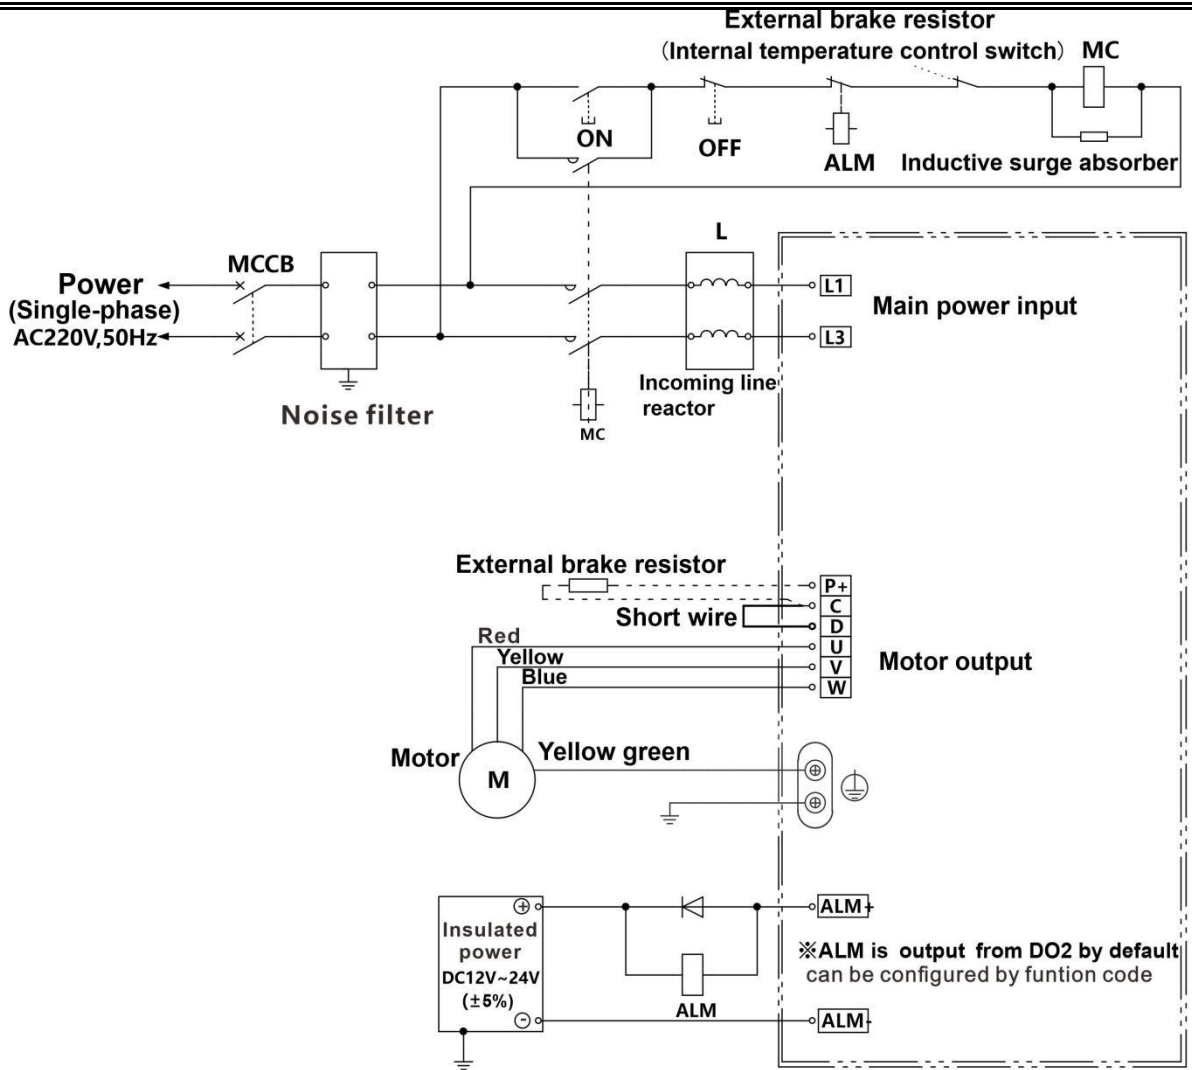 External brake resistor
(Internal temperature control switch) MC
ON
OFF
ALM
Inductive surge absorber
L
MCCB
Power
(Single-phase)
AC220V,50Hz
L1
Main power input
L3
Noise filter
Incoming line
reactor
MC
External brake resistor
P+
C
Short wire
D
Red
U
Yellow
V
Motor output
Blue
W
Motor
M
Yellow green
ALM+
Insulated
power
DC12V~24V
(±5%)
※ALM is output from DO2 by default
can be configured by funtion code
ALM
ALM-